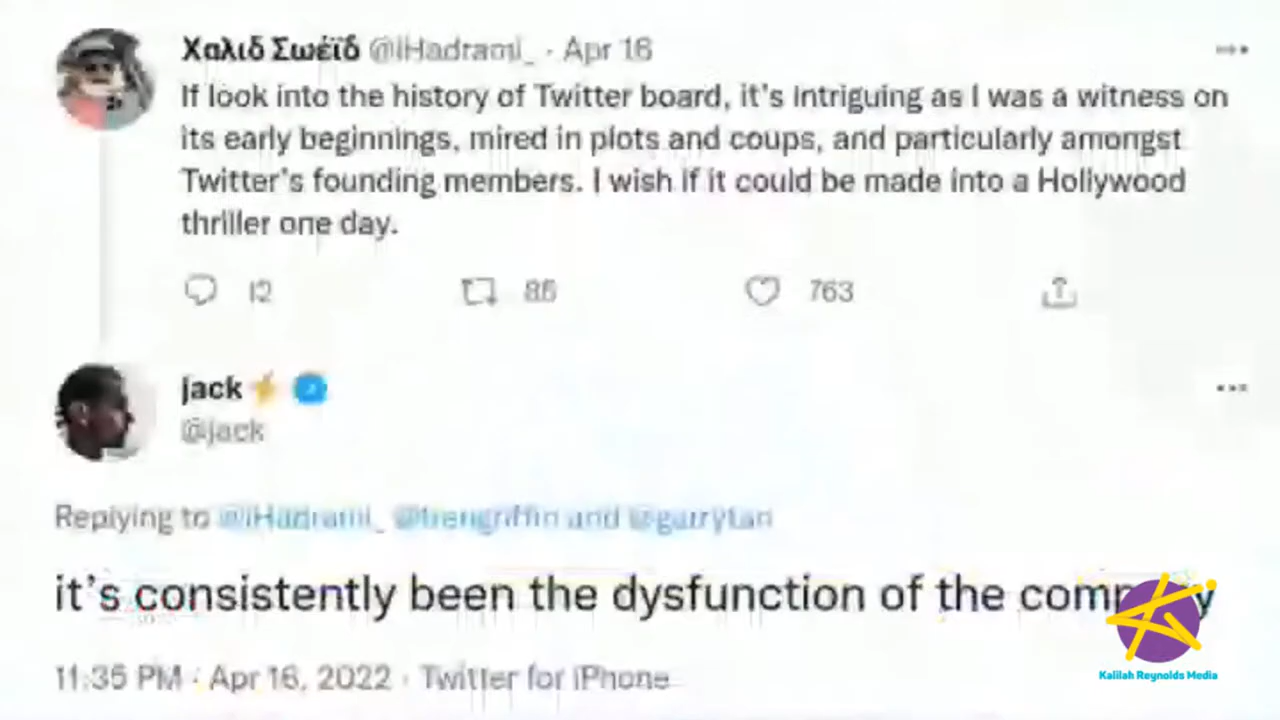 Χαλιδ Σωέϊδ @iHadrami_ · Apr 16
If look into the history of Twitter board, it's intriguing as I was a witness on
its early beginnings, mired in plots and coups, and particularly amongst
Twitter's founding members. I wish if it could be made into a Hollywood
thriller one day.
12 763
jack
@jack
Replying to @iHadrami_ @trengriffin and @garrytan
it's consistently been the dysfunction of the
11:35 PM · Apr 16, 2022 · Twitter for iPhone
Kalilah Reynolds Media